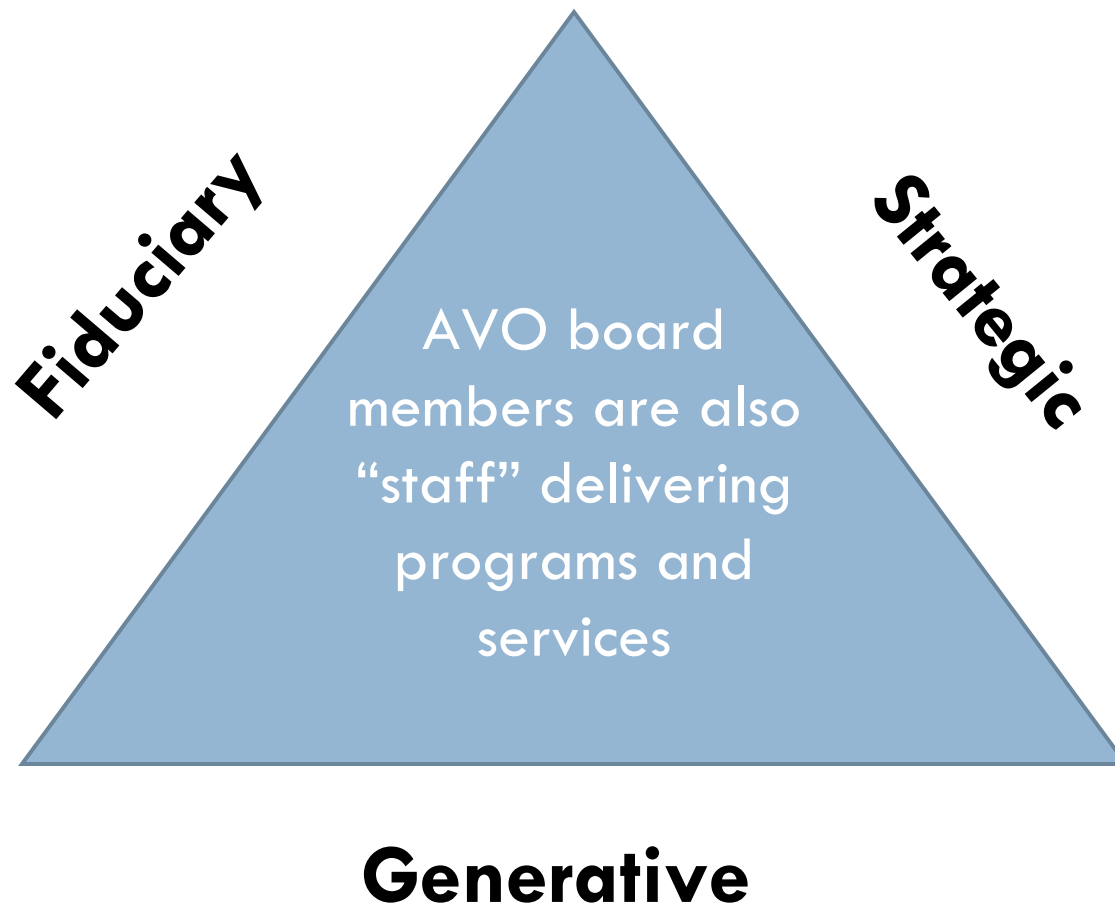 Fiduciary
Strategic
AVO board
members are also
“staff” delivering
programs and
services
Generative